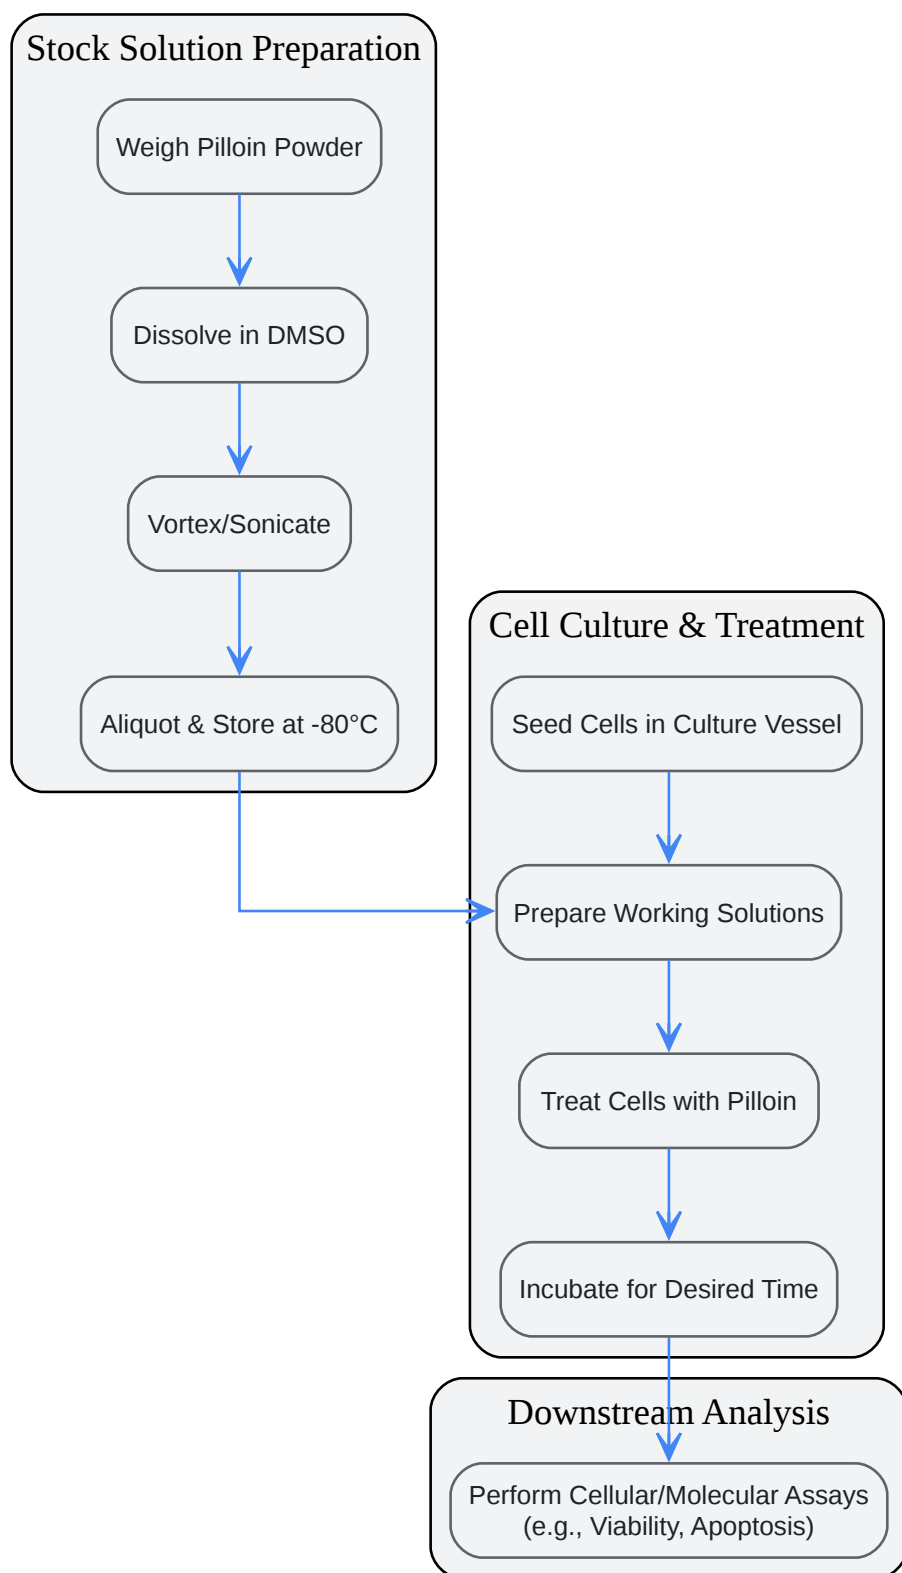 Stock Solution Preparation
Weigh Pilloin Powder
Dissolve in DMSO
Vortex/Sonicate
Aliquot & Store at -80°C
Cell Culture & Treatment
Seed Cells in Culture Vessel
Prepare Working Solutions
Treat Cells with Pilloin
Incubate for Desired Time
Downstream Analysis
Perform Cellular/Molecular Assays
(e.g., Viability, Apoptosis)